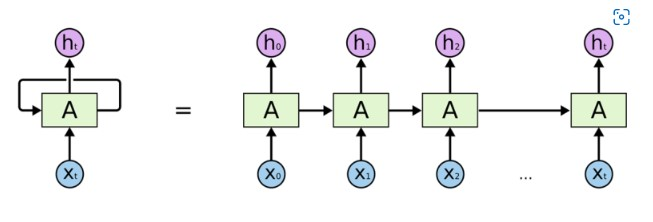 hₜ h₀ h₁ h₂ hₜ
A = A A A A
xₜ x₀ x₁ x₂ ... xₜ